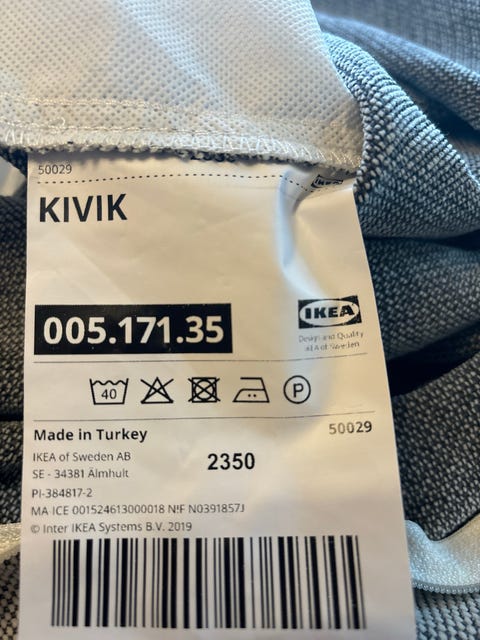 50029
IKEA
KIVIK
005.171.35
IKEA
Design and Quality
IKEA of Sweden
40
P
Made in Turkey
50029
IKEA of Sweden AB
2350
SE - 34381 Älmhult
PI-384817-2
MA-ICE 001524613000018 N!F N0391857J
© Inter IKEA Systems B.V. 2019